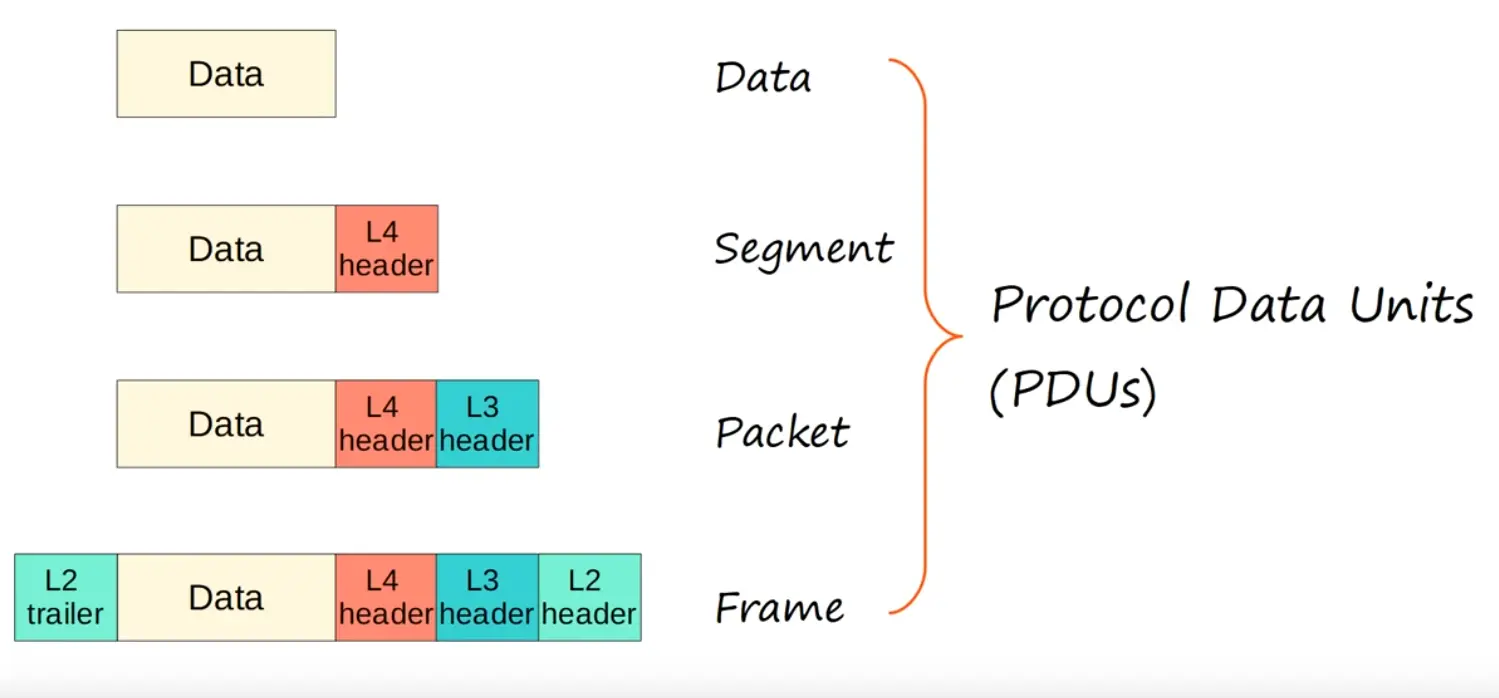 Data
Data
Data
L4
header
Segment
Data
L4
header
L3
header
Packet
L2
trailer
Data
L4
header
L3
header
L2
header
Frame
Protocol Data Units
(PDUs)